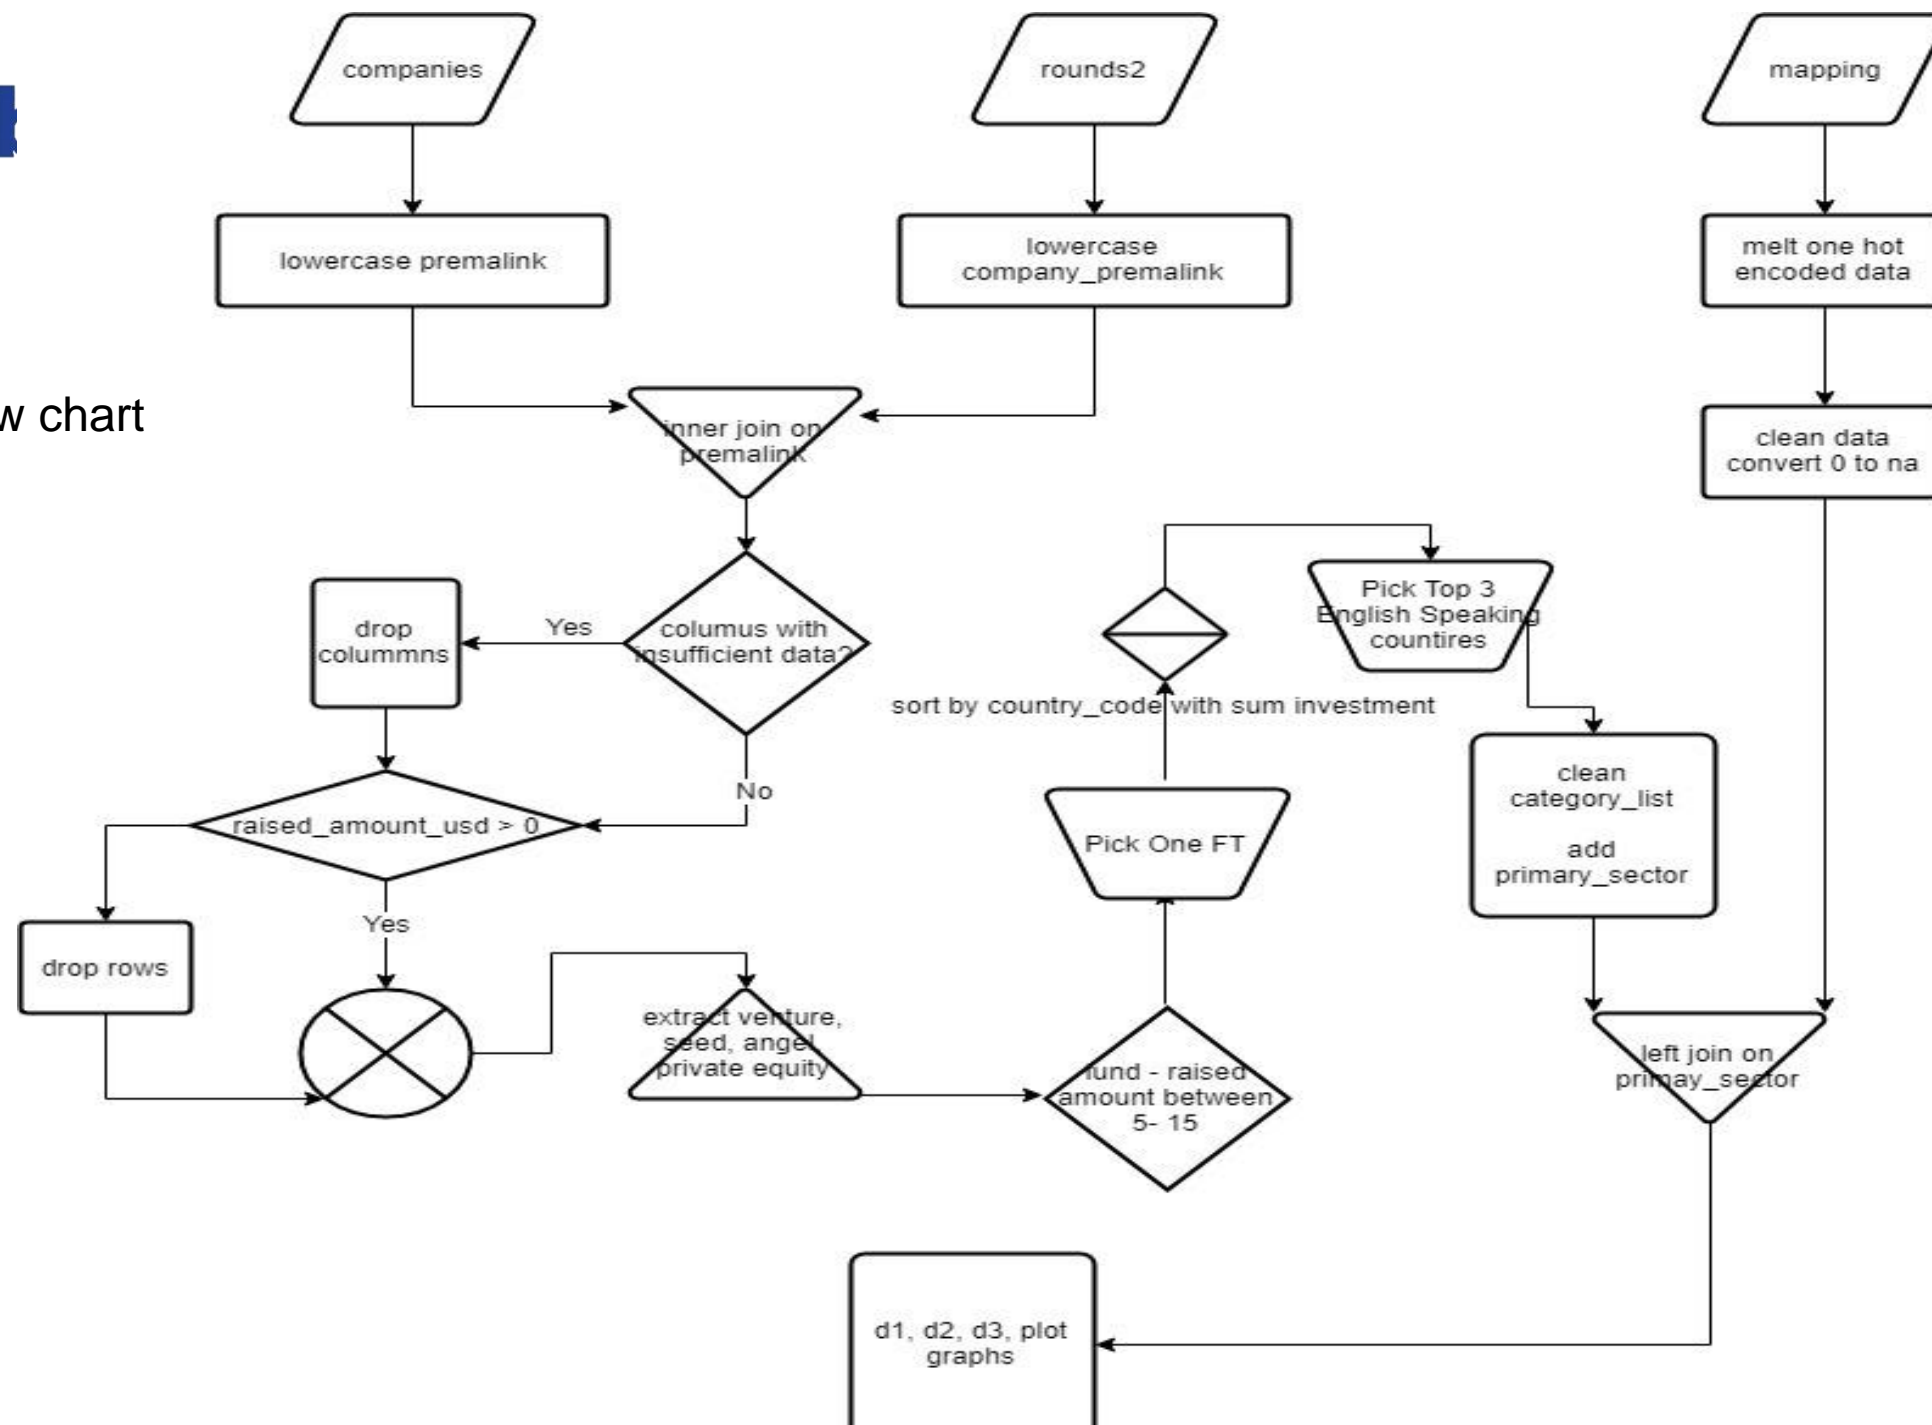 companies
rounds2
mapping
lowercase premalink
lowercase
company_premalink
melt one hot
encoded data
w chart
inner join on
premalink
clean data
convert 0 to na
drop
colummns
Yes
columus with
insufficient data?
Pick Top 3
English Speaking
countires
sort by country_code with sum investment
No
raised_amount_usd > 0
Pick One FT
clean
category_list
add
primary_sector
Yes
drop rows
extract venture,
seed, angel,
private equity
fund - raised
amount between
5- 15
left join on
primay_sector
d1, d2, d3, plot
graphs